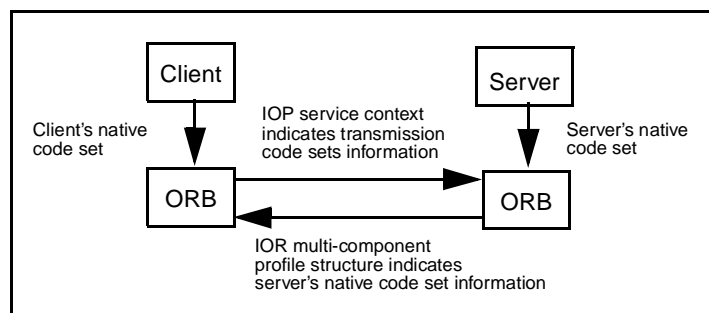 Client
Server
Client's native
code set
IOP service context
indicates transmission
code sets information
Server's native
code set
ORB
ORB
IOR multi-component
profile structure indicates
server's native code set information